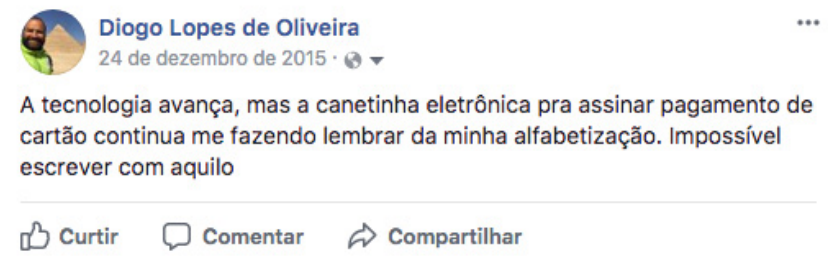 Diogo Lopes de Oliveira
24 de dezembro de 2015 ·
A tecnologia avança, mas a canetinha eletrônica pra assinar pagamento de
cartão continua me fazendo lembrar da minha alfabetização. Impossível
escrever com aquilo
Curtir Comentar Compartilhar